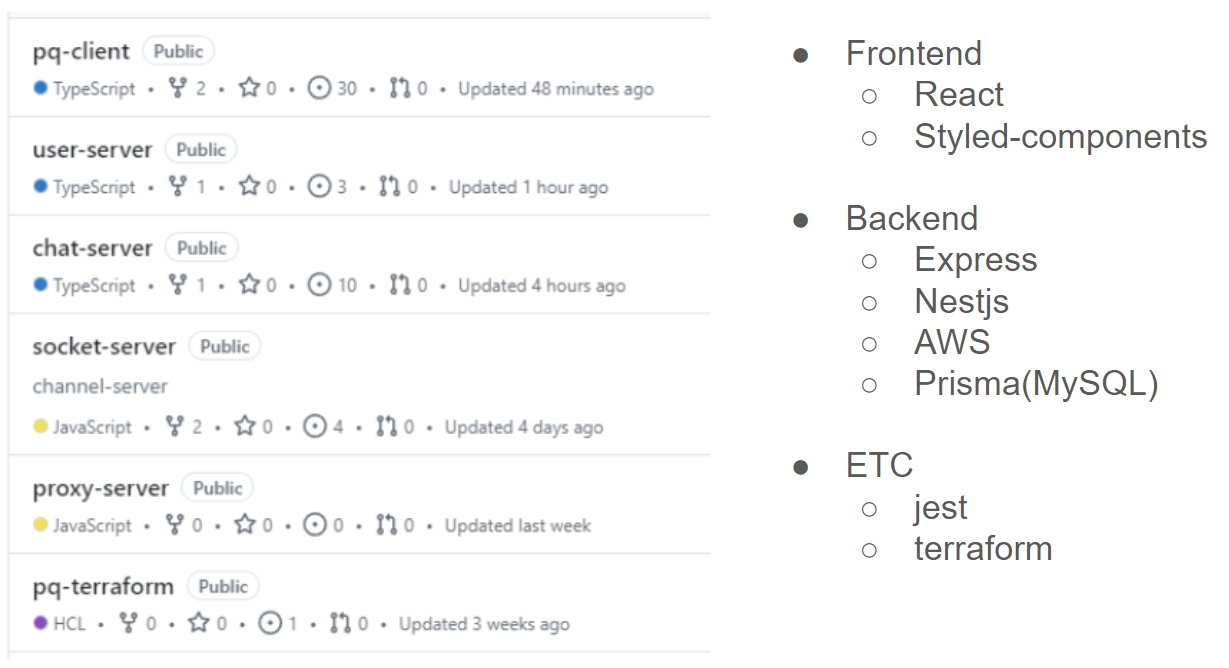 pq-client Public
TypeScript • 2 • 0 • 30 • 0 • Updated 48 minutes ago
user-server Public
TypeScript • 1 • 0 • 3 • 0 • Updated 1 hour ago
chat-server Public
TypeScript • 1 • 0 • 10 • 0 • Updated 4 hours ago
socket-server Public
channel-server
JavaScript • 2 • 0 • 4 • 0 • Updated 4 days ago
proxy-server Public
JavaScript • 0 • 0 • 0 • 0 • Updated last week
pq-terraform Public
HCL • 0 • 0 • 1 • 0 • Updated 3 weeks ago
● Frontend
○ React
○ Styled-components
● Backend
○ Express
○ Nestjs
○ AWS
○ Prisma(MySQL)
● ETC
○ jest
○ terraform